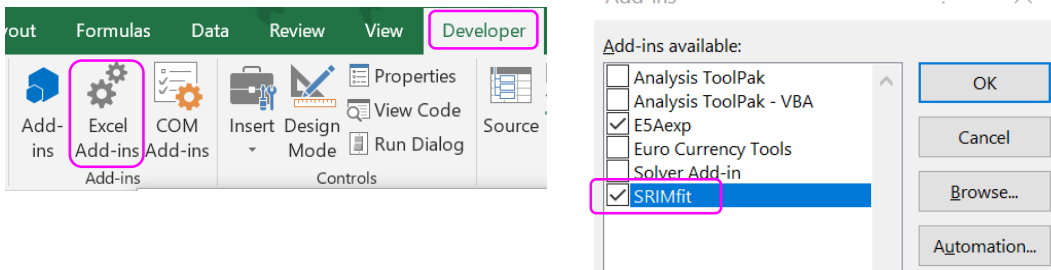 yout Formulas Data Review View Developer
Add-ins
Excel Add-ins
COM Add-ins
Insert
Design Mode
Properties
View Code
Run Dialog
Source
Add-ins
Controls
Add-ins available:
Analysis ToolPak
Analysis ToolPak - VBA
E5Aexp
Euro Currency Tools
Solver Add-in
SRIMfit
OK
Cancel
Browse...
Automation...